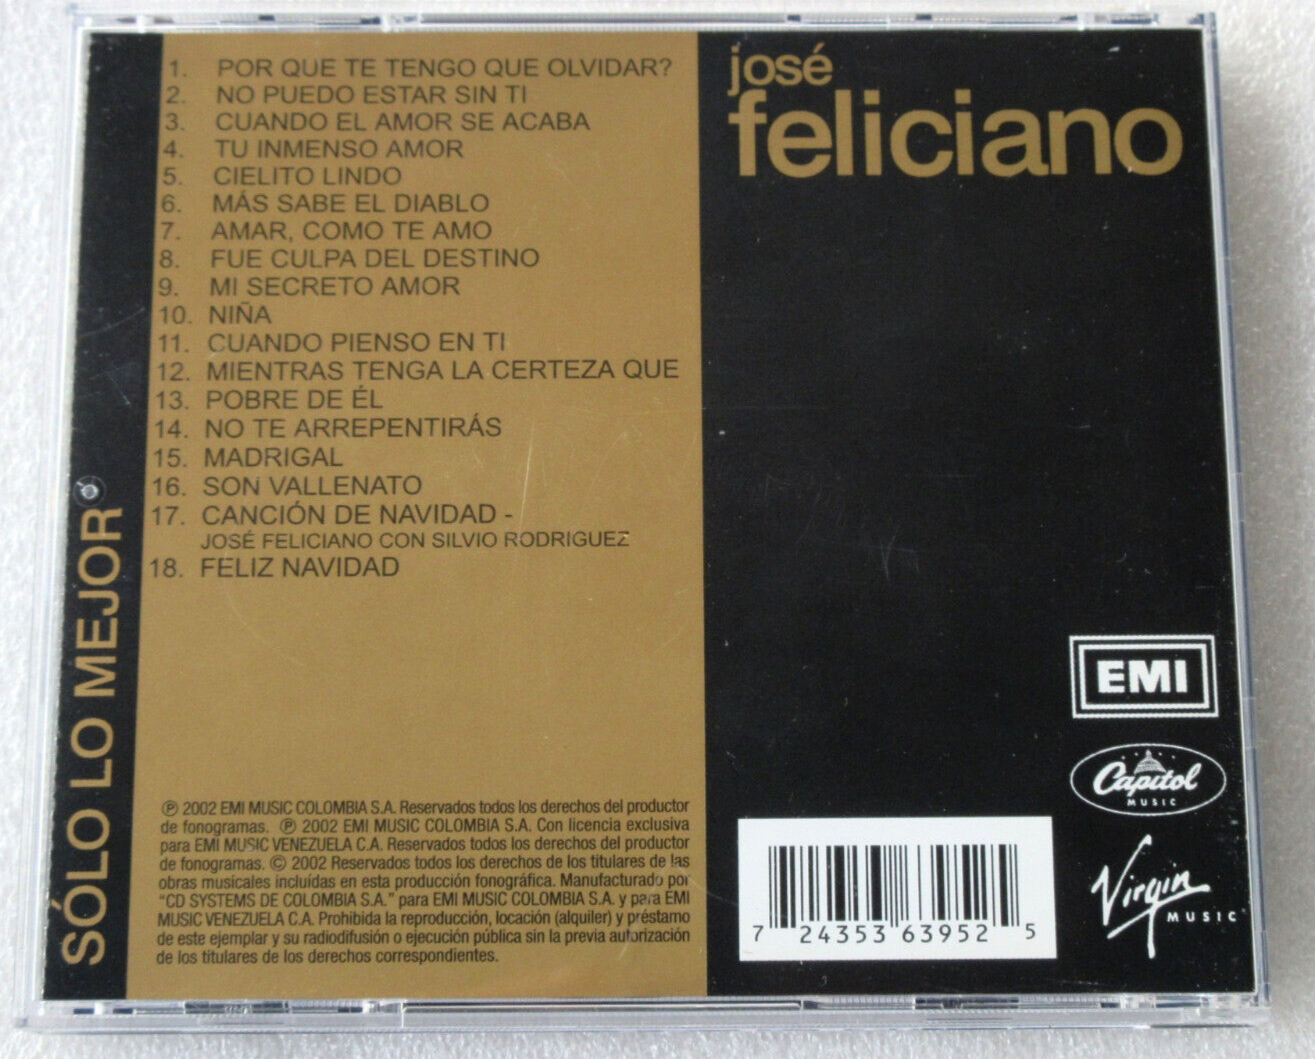 1. POR QUE TE TENGO QUE OLVIDAR?
2. NO PUEDO ESTAR SIN TI
3. CUANDO EL AMOR SE ACABA
4. TU INMENSO AMOR
5. CIELITO LINDO
6. MÁS SABE EL DIABLO
7. AMAR, COMO TE AMO
8. FUE CULPA DEL DESTINO
9. MI SECRETO AMOR
10. NIÑA
11. CUANDO PIENSO EN TI
12. MIENTRAS TENGA LA CERTEZA QUE
13. POBRE DE ÉL
14. NO TE ARREPENTIRÁS
15. MADRIGAL
16. SON VALLENATO
17. CANCIÓN DE NAVIDAD -
JOSÉ FELICIANO CON SILVIO RODRIGUEZ
18. FELIZ NAVIDAD
℗ 2002 EMI MUSIC COLOMBIA S.A. Reservados todos los derechos del productor
de fonogramas. ℗ 2002 EMI MUSIC COLOMBIA S.A. Con licencia exclusiva
para EMI MUSIC VENEZUELA C.A. Reservados todos los derechos del productor
de fonogramas. © 2002 Reservados todos los derechos de los titulares de las
obras musicales incluídas en esta producción fonográfica. Manufacturado por
"CD SYSTEMS DE COLOMBIA S.A." para EMI MUSIC COLOMBIA S.A. y para EMI
MUSIC VENEZUELA C.A. Prohibida la reproducción, locación (alquiler) y préstamo
de este ejemplar y su radiodifusión o ejecución pública sin la previa autorización
de los titulares de los derechos correspondientes.
SÓLO LO MEJOR
josé
feliciano
EMI
Capitol
MUSIC
Virgin
MUSIC
7 24353 63952 5